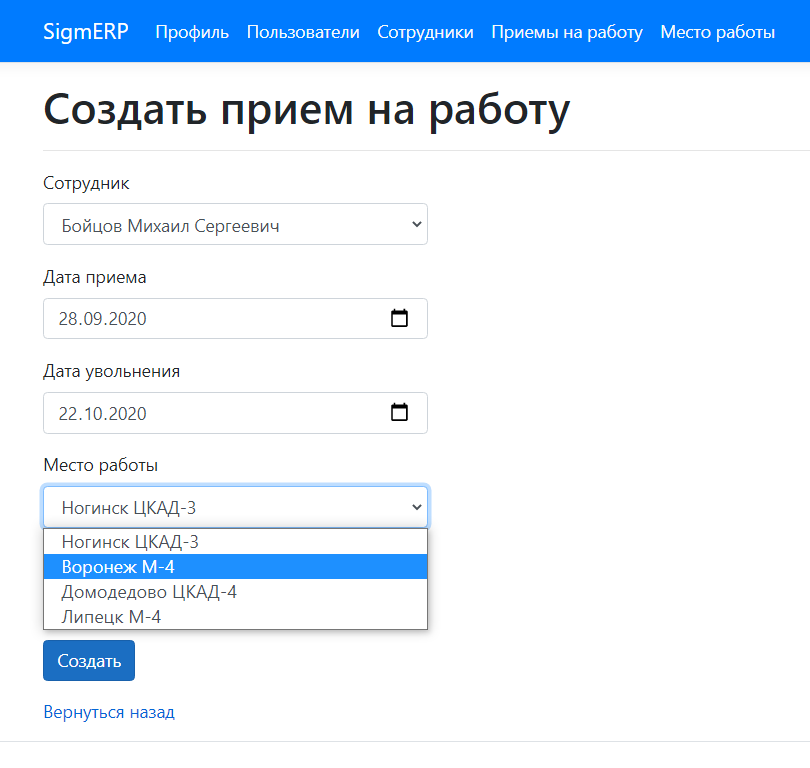 SigmERP Профиль Пользователи Сотрудники Приемы на работу Место работы
Создать прием на работу
Сотрудник
Бойцов Михаил Сергеевич
Дата приема
28.09.2020
Дата увольнения
22.10.2020
Место работы
Ногинск ЦКАД-3
Ногинск ЦКАД-3
Воронеж М-4
Домодедово ЦКАД-4
Липецк М-4
Создать
Вернуться назад